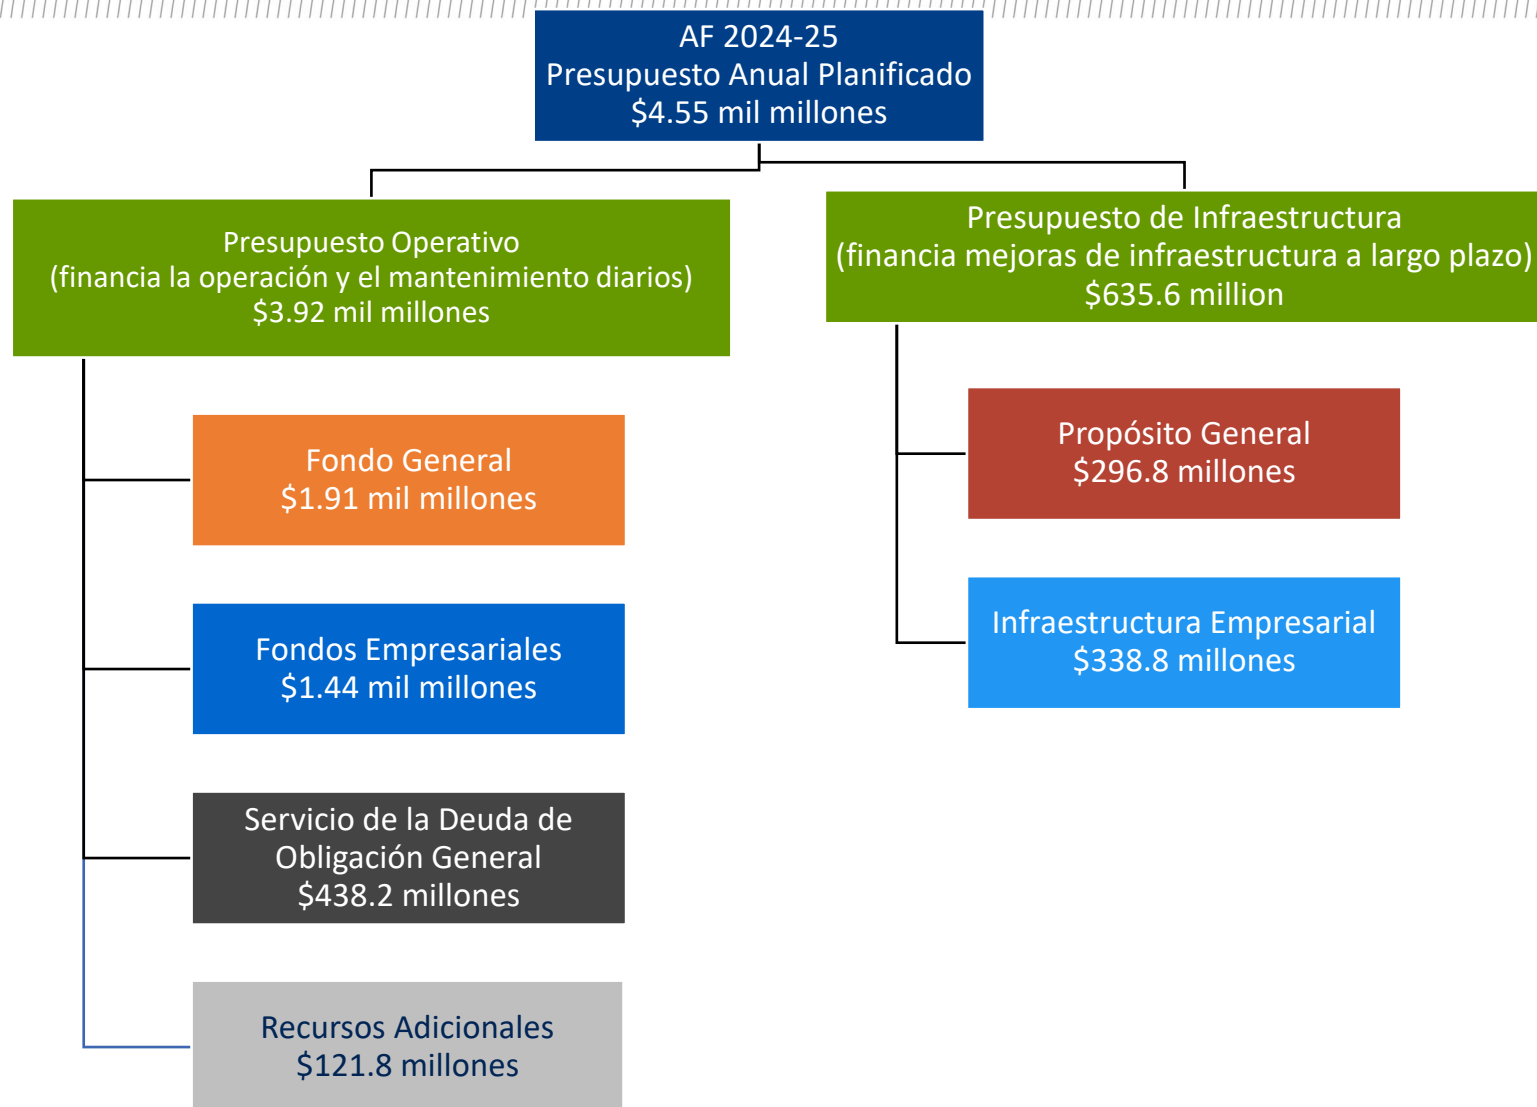 AF 2024-25
Presupuesto Anual Planificado
$4.55 mil millones
Presupuesto Operativo
(financia la operación y el mantenimiento diarios)
$3.92 mil millones
Presupuesto de Infraestructura
(financia mejoras de infraestructura a largo plazo)
$635.6 million
Fondo General
$1.91 mil millones
Fondos Empresariales
$1.44 mil millones
Servicio de la Deuda de
Obligación General
$438.2 millones
Recursos Adicionales
$121.8 millones
Propósito General
$296.8 millones
Infraestructura Empresarial
$338.8 millones